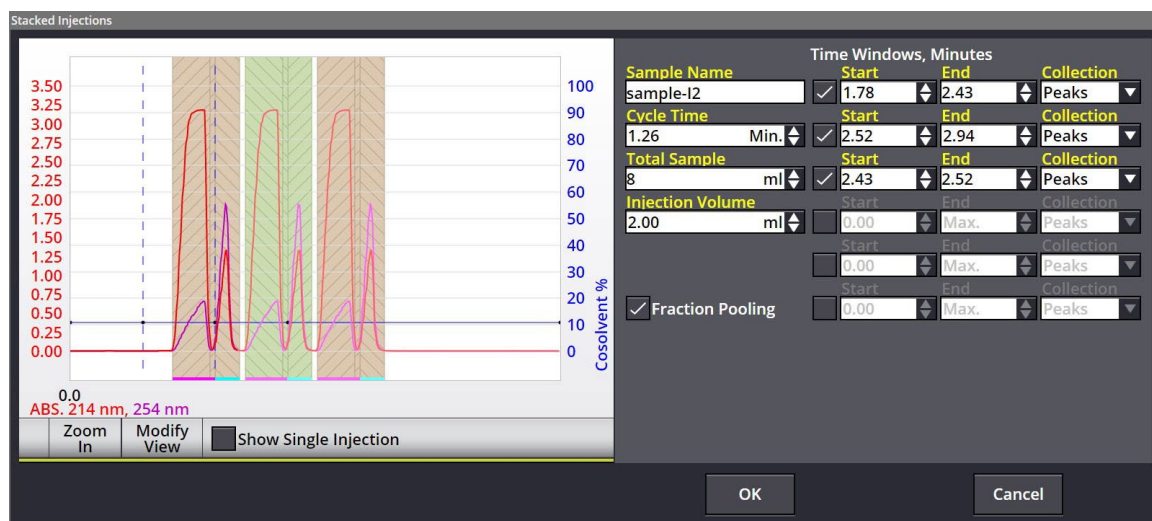 Stacked Injections
3.50
3.25
3.00
2.75
2.50
2.25
2.00
1.75
1.50
1.25
1.00
0.75
0.50
0.25
0.00
100
90
80
70
60
50
40
30
20
10
0
Cosolvent %
0.0
ABS. 214 nm, 254 nm
Zoom In
Modify View
Show Single Injection
Time Windows, Minutes
Sample Name Start End Collection
sample-I2 1.78 2.43 Peaks
Cycle Time Start End Collection
1.26 Min. 2.52 2.94 Peaks
Total Sample Start End Collection
8 ml 2.43 2.52 Peaks
Injection Volume Start End Collection
2.00 ml 0.00 Max. Peaks
Start End Collection
0.00 Max. Peaks
Start End Collection
Fraction Pooling 0.00 Max. Peaks
OK Cancel